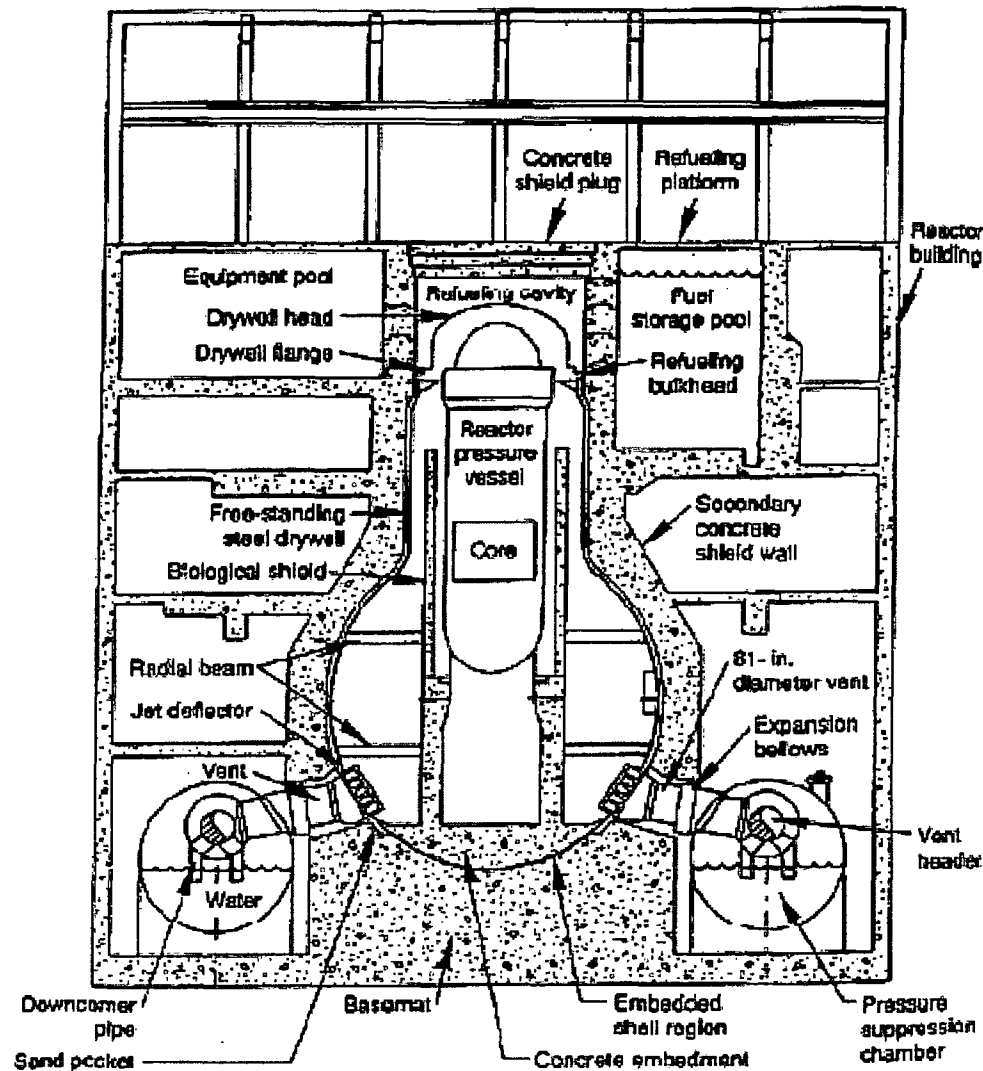 Concrete
shield plug
Refueling
platform
Reactor
building
Equipment pool
Refueling cavity
Fuel
storage pool
Drywell head
Drywell flange
Refueling
bulkhead
Reactor
pressure
vessel
Free-standing
steel drywell
Secondary
concrete
shield wall
Core
Biological shield
Radial beam
81-in.
diameter vent
Jet deflector
Expansion
bellows
Vent
Vent
header
Water
Downcomer
pipe
Basemat
Embedded
shell region
Pressure
suppression
chamber
Sand pocket
Concrete embedment